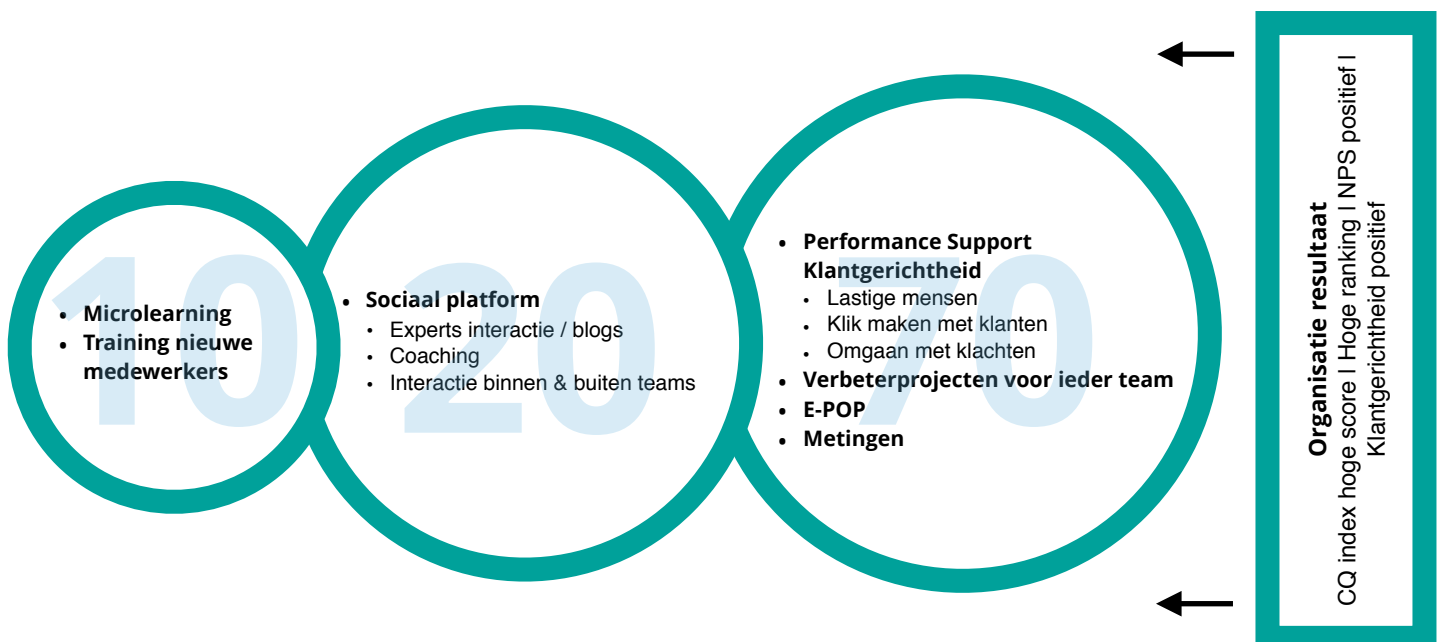 10
• Microlearning
• Training nieuwe
medewerkers
20
• Sociaal platform
• Experts interactie / blogs
• Coaching
• Interactie binnen & buiten teams
70
• Performance Support
Klantgerichtheid
• Lastige mensen
• Klik maken met klanten
• Omgaan met klachten
• Verbeterprojecten voor ieder team
• E-POP
• Metingen
Organisatie resultaat
CQ index hoge score I Hoge ranking I NPS positief I
Klantgerichtheid positief